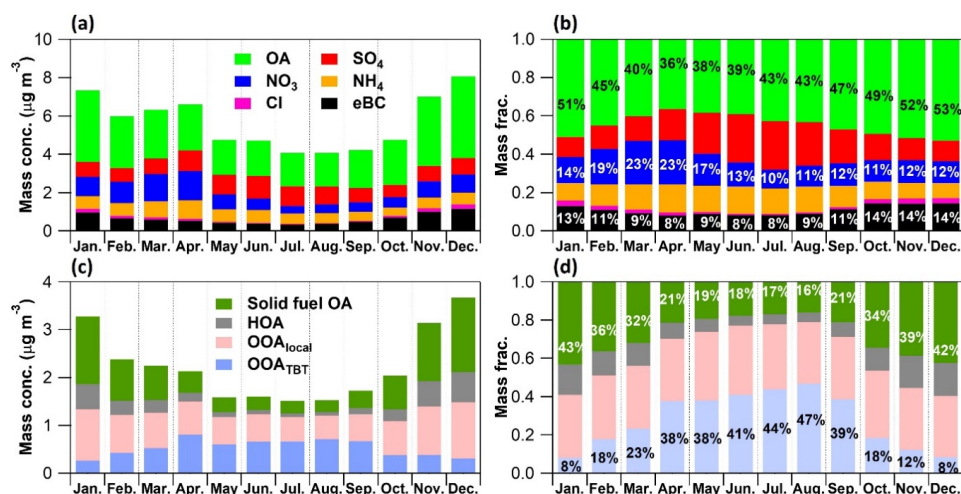 (a)
Mass conc. (µg m⁻³)
10
8
6
4
2
0
OA
SO₄
NO₃
NH₄
Cl
eBC
Jan. Feb. Mar. Apr. May Jun. Jul. Aug. Sep. Oct. Nov. Dec.
(b)
Mass frac.
1.0
0.8
0.6
0.4
0.2
0.0
51% 45% 40% 36% 38% 39% 43% 43% 47% 49% 52% 53%
14% 19% 23% 23% 17% 13% 10% 11% 12% 11% 12% 12%
13% 11% 9% 8% 9% 8% 8% 9% 11% 14% 14% 14%
Jan. Feb. Mar. Apr. May Jun. Jul. Aug. Sep. Oct. Nov. Dec.
(c)
Mass conc. (µg m⁻³)
4
3
2
1
0
Solid fuel OA
HOA
OOAlocal
OOATBT
Jan. Feb. Mar. Apr. May Jun. Jul. Aug. Sep. Oct. Nov. Dec.
(d)
Mass frac.
1.0
0.8
0.6
0.4
0.2
0.0
43% 36% 32% 21% 19% 18% 17% 16% 21% 34% 39% 42%
8% 18% 23% 38% 38% 41% 44% 47% 39% 18% 12% 8%
Jan. Feb. Mar. Apr. May Jun. Jul. Aug. Sep. Oct. Nov. Dec.